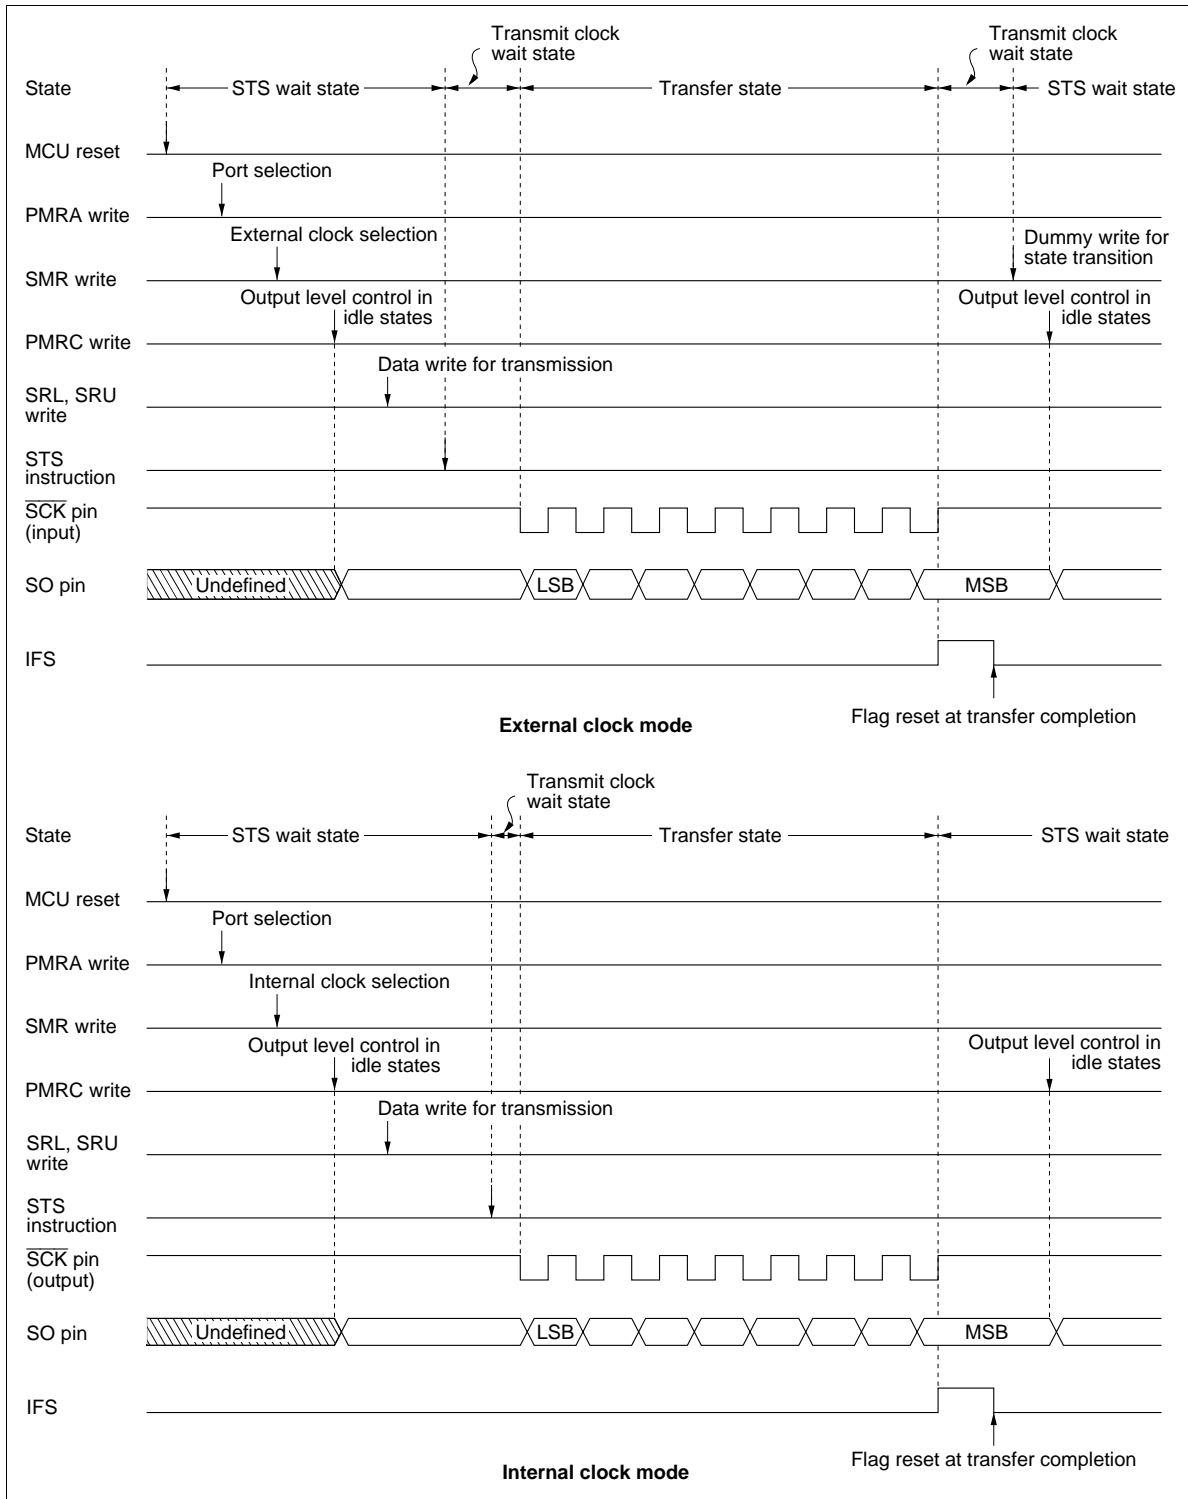 Transmit clock
wait state
Transmit clock
wait state
State
STS wait state
Transfer state
STS wait state
MCU reset
Port selection
PMRA write
External clock selection
Dummy write for
state transition
SMR write
Output level control in
idle states
Output level control in
idle states
PMRC write
Data write for transmission
SRL, SRU
write
STS
instruction
SCK pin
(input)
SO pin
Undefined
LSB
MSB
IFS
Flag reset at transfer completion
External clock mode
Transmit clock
wait state
State
STS wait state
Transfer state
STS wait state
MCU reset
Port selection
PMRA write
Internal clock selection
SMR write
Output level control in
idle states
Output level control in
idle states
PMRC write
Data write for transmission
SRL, SRU
write
STS
instruction
SCK pin
(output)
SO pin
Undefined
LSB
MSB
IFS
Flag reset at transfer completion
Internal clock mode